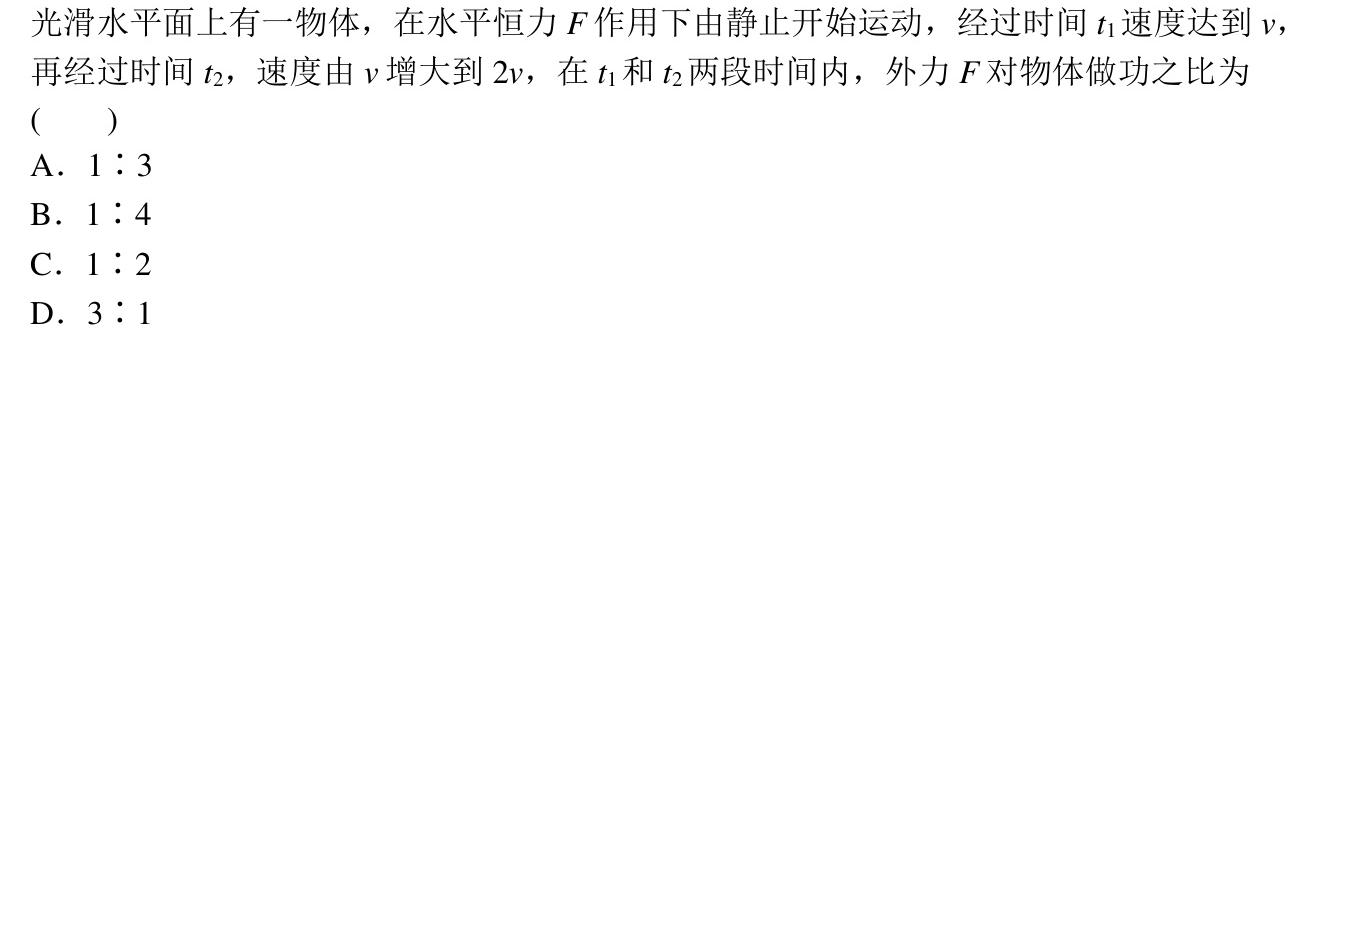 光滑水平面上有一物体，在水平恒力 F 作用下由静止开始运动，经过时间 t₁ 速度达到 v，
再经过时间 t₂，速度由 v 增大到 2v，在 t₁ 和 t₂ 两段时间内，外力 F 对物体做功之比为
(　　)
A．1∶3
B．1∶4
C．1∶2
D．3∶1